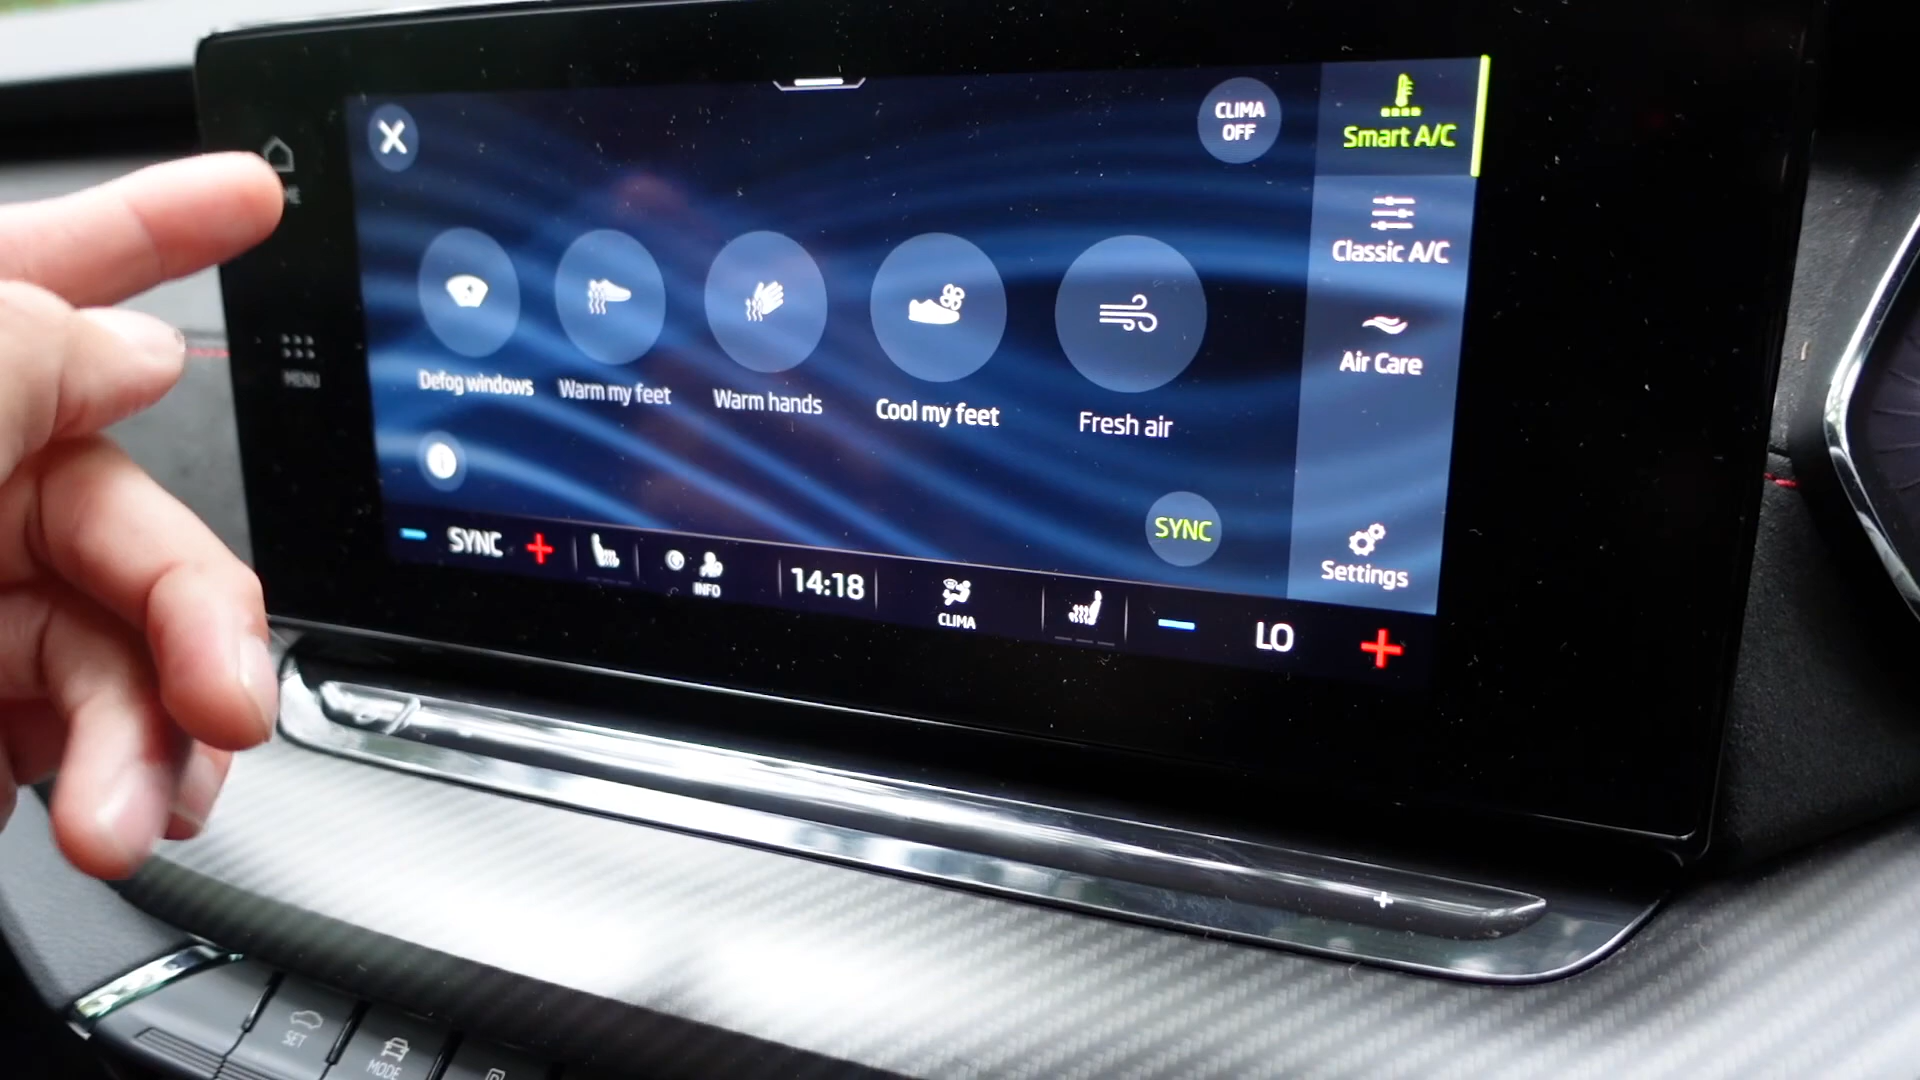 CLIMA
OFF
Smart A/C
Classic A/C
Air Care
Defog windows
Warm my feet
Warm hands
Cool my feet
Fresh air
MENU
SYNC
Settings
SYNC
INFO
14:18
CLIMA
LO
SET
MODE